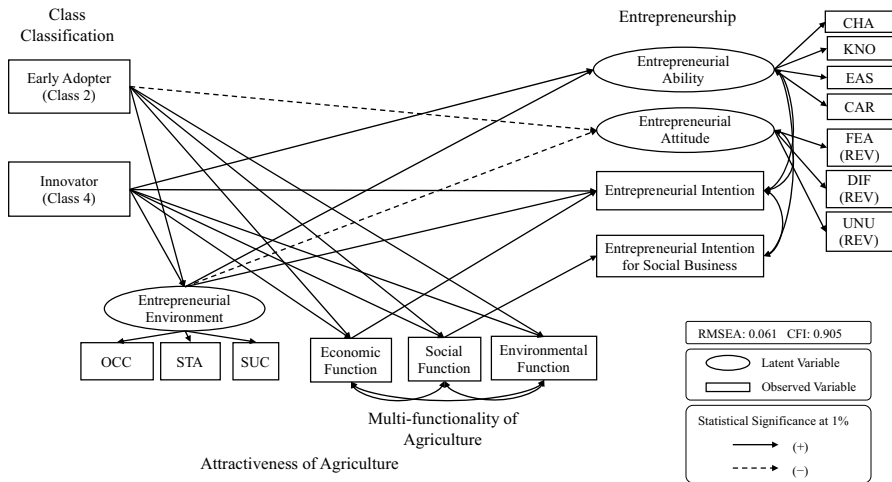 Class
Classification
Entrepreneurship
Early Adopter
(Class 2)
Innovator
(Class 4)
Entrepreneurial
Ability
Entrepreneurial
Attitude
Entrepreneurial Intention
Entrepreneurial Intention
for Social Business
CHA
KNO
EAS
CAR
FEA
(REV)
DIF
(REV)
UNU
(REV)
Entrepreneurial
Environment
OCC
STA
SUC
Economic
Function
Social
Function
Environmental
Function
Multi-functionality of
Agriculture
Attractiveness of Agriculture
RMSEA: 0.061 CFI: 0.905
Latent Variable
Observed Variable
Statistical Significance at 1%
(+)
(−)